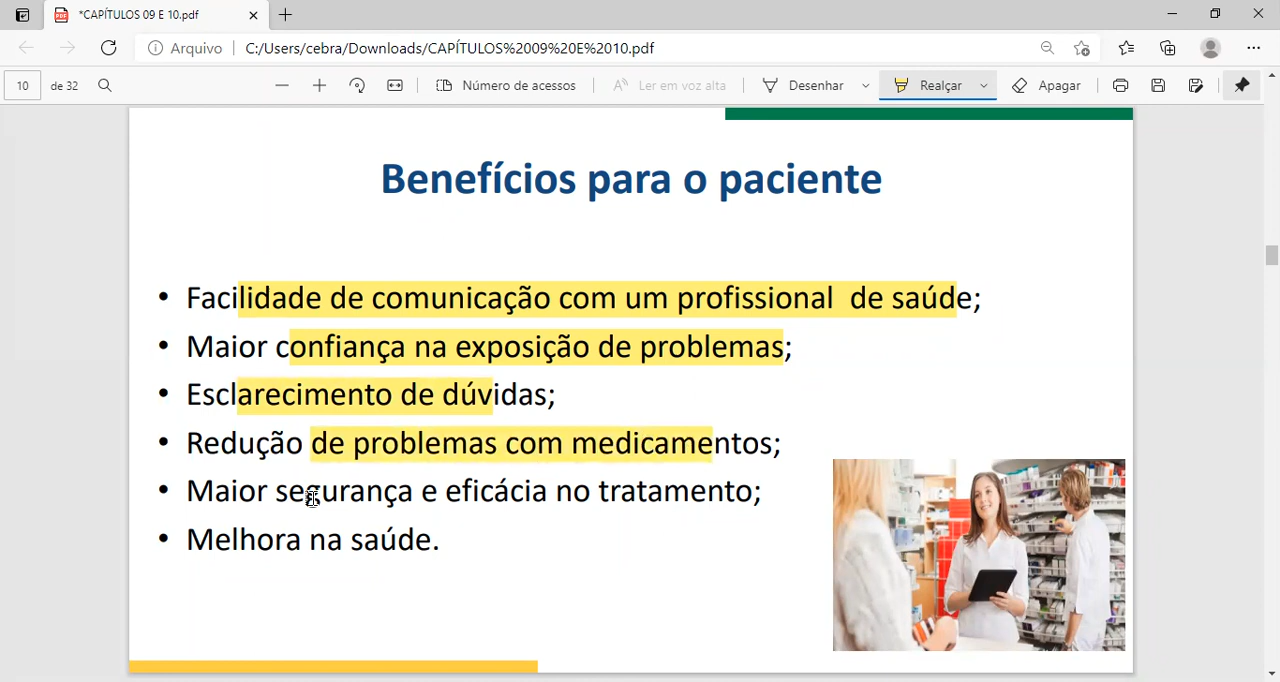 *CAPÍTULOS 09 E 10.pdf
Arquivo C:/Users/cebra/Downloads/CAPÍTULOS%2009%20E%2010.pdf
10 de 32 Número de acessos Ler em voz alta Desenhar Realçar Apagar
Benefícios para o paciente
• Facilidade de comunicação com um profissional de saúde;
• Maior confiança na exposição de problemas;
• Esclarecimento de dúvidas;
• Redução de problemas com medicamentos;
• Maior segurança e eficácia no tratamento;
• Melhora na saúde.